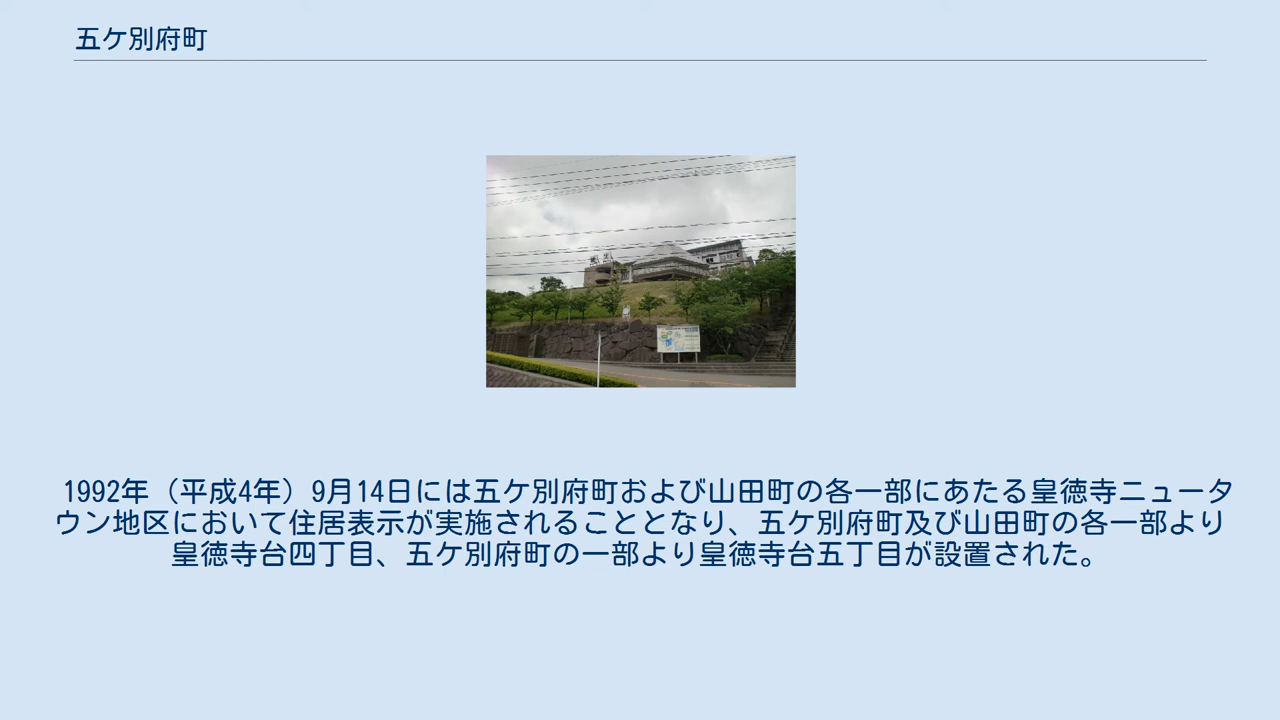 五ケ別府町
1992年（平成4年）9月14日には五ケ別府町および山田町の各一部にあたる皇徳寺ニュータ
ウン地区において住居表示が実施されることとなり、五ケ別府町及び山田町の各一部より
皇徳寺台四丁目、五ケ別府町の一部より皇徳寺台五丁目が設置された。